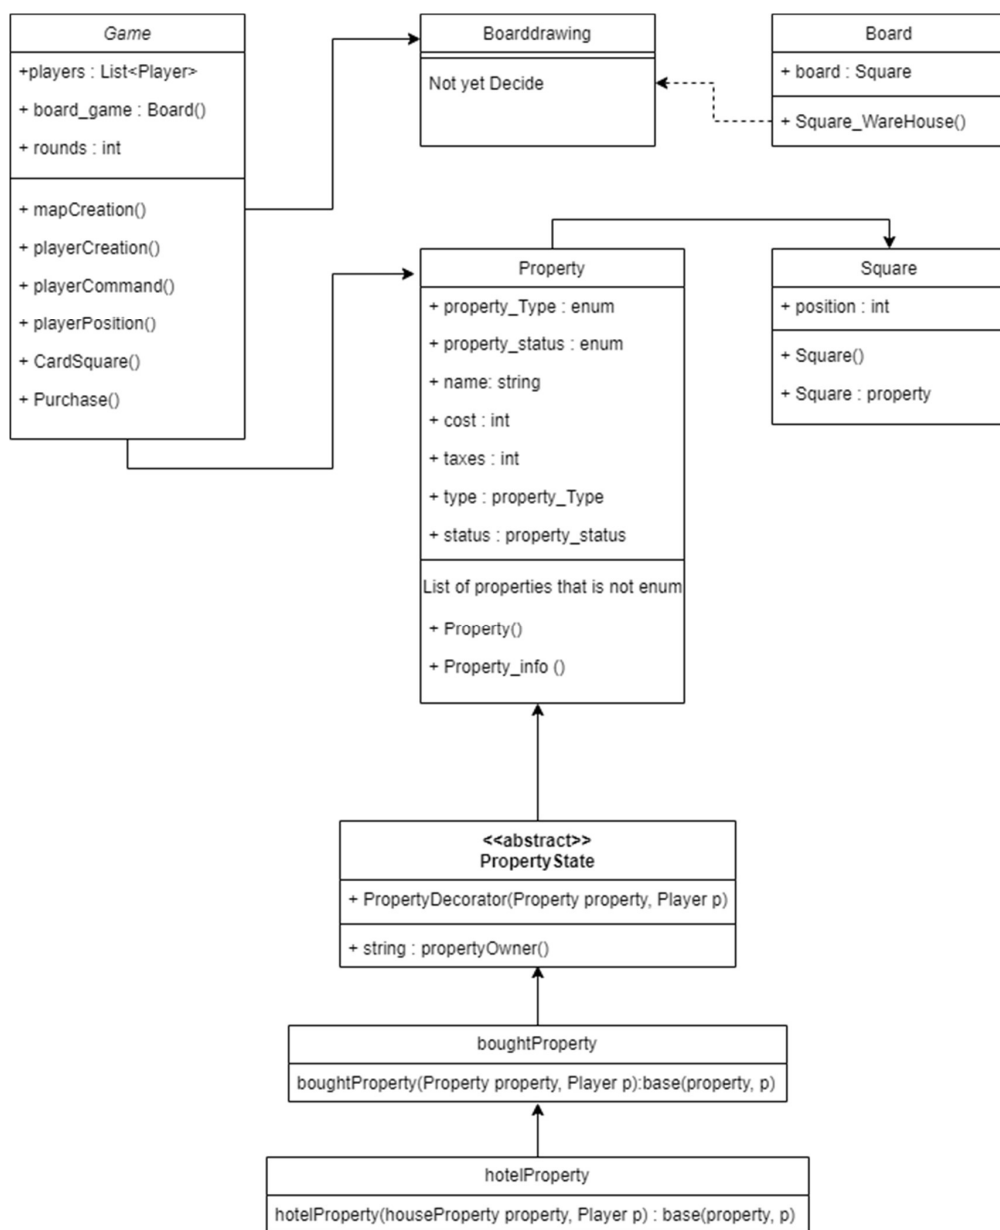 Game
+players : List<Player>
+ board_game : Board()
+ rounds : int
+ mapCreation()
+ playerCreation()
+ playerCommand()
+ playerPosition()
+ CardSquare()
+ Purchase()
Boarddrawing
Not yet Decide
Board
+ board : Square
+ Square_WareHouse()
Property
+ property_Type : enum
+ property_status : enum
+ name: string
+ cost : int
+ taxes : int
+ type : property_Type
+ status : property_status
List of properties that is not enum
+ Property()
+ Property_info ()
Square
+ position : int
+ Square()
+ Square : property
<<abstract>>
PropertyState
+ PropertyDecorator(Property property, Player p)
+ string : propertyOwner()
boughtProperty
boughtProperty(Property property, Player p):base(property, p)
hotelProperty
hotelProperty(houseProperty property, Player p) : base(property, p)